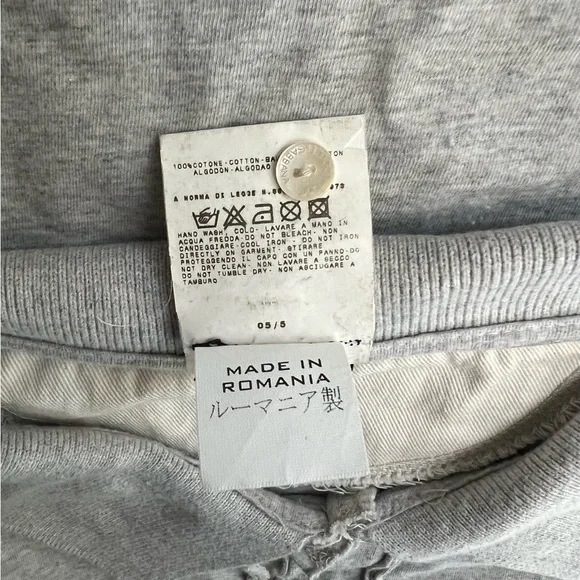 100%COTONE-COTTON-BA
TON
ALGODON-ALGODAO
A NORMA DI LEGGE N.
HAND WASH, COLD- LAVARE A MANO IN
ACQUA FREDDA-DO NOT BLEACH- NON
CANDEGGIARE-COOL IRON - DO NOT IRON
DIRECTLY ON GARMENT- STIRARE
PROTEGGENDO IL CAPO CON UN PANNO-DO
NOT DRY CLEAN- NON LAVARE A SECCO
DO NOT TUMBLE DRY- NON ASCIUGARE A
TAMBURO
05/5
MADE IN
ROMANIA
ルーマニア製